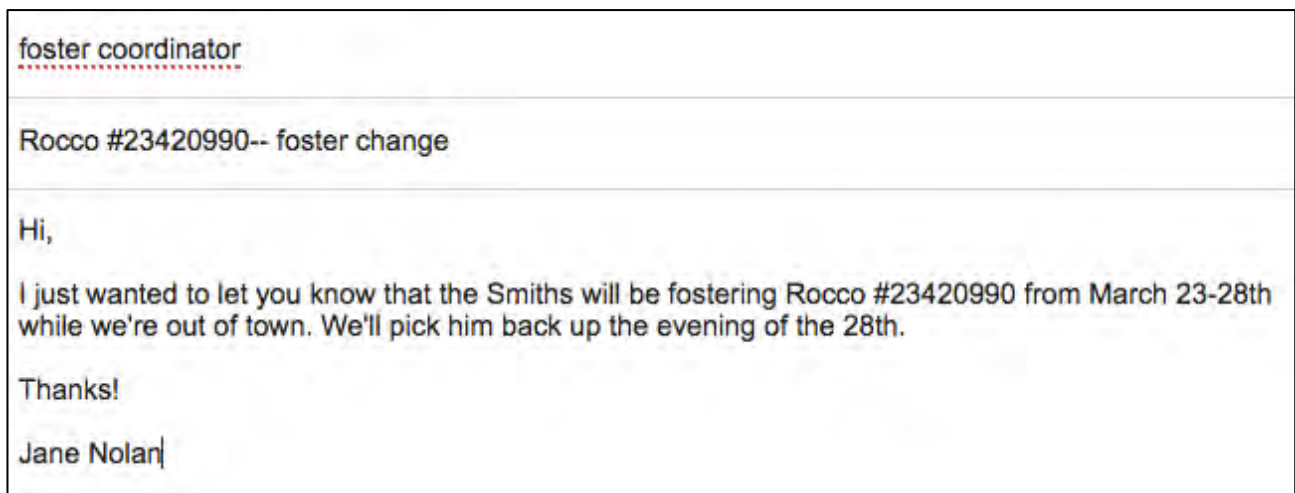 foster coordinator
Rocco #23420990-- foster change
Hi,
I just wanted to let you know that the Smiths will be fostering Rocco #23420990 from March 23-28th
while we're out of town. We'll pick him back up the evening of the 28th.
Thanks!
Jane Nolan